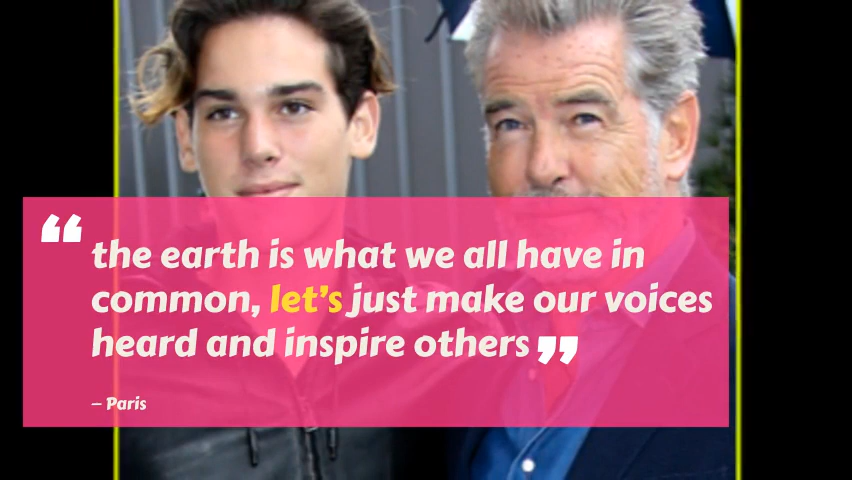 “the earth is what we all have in
common, let’s just make our voices
heard and inspire others”
– Paris